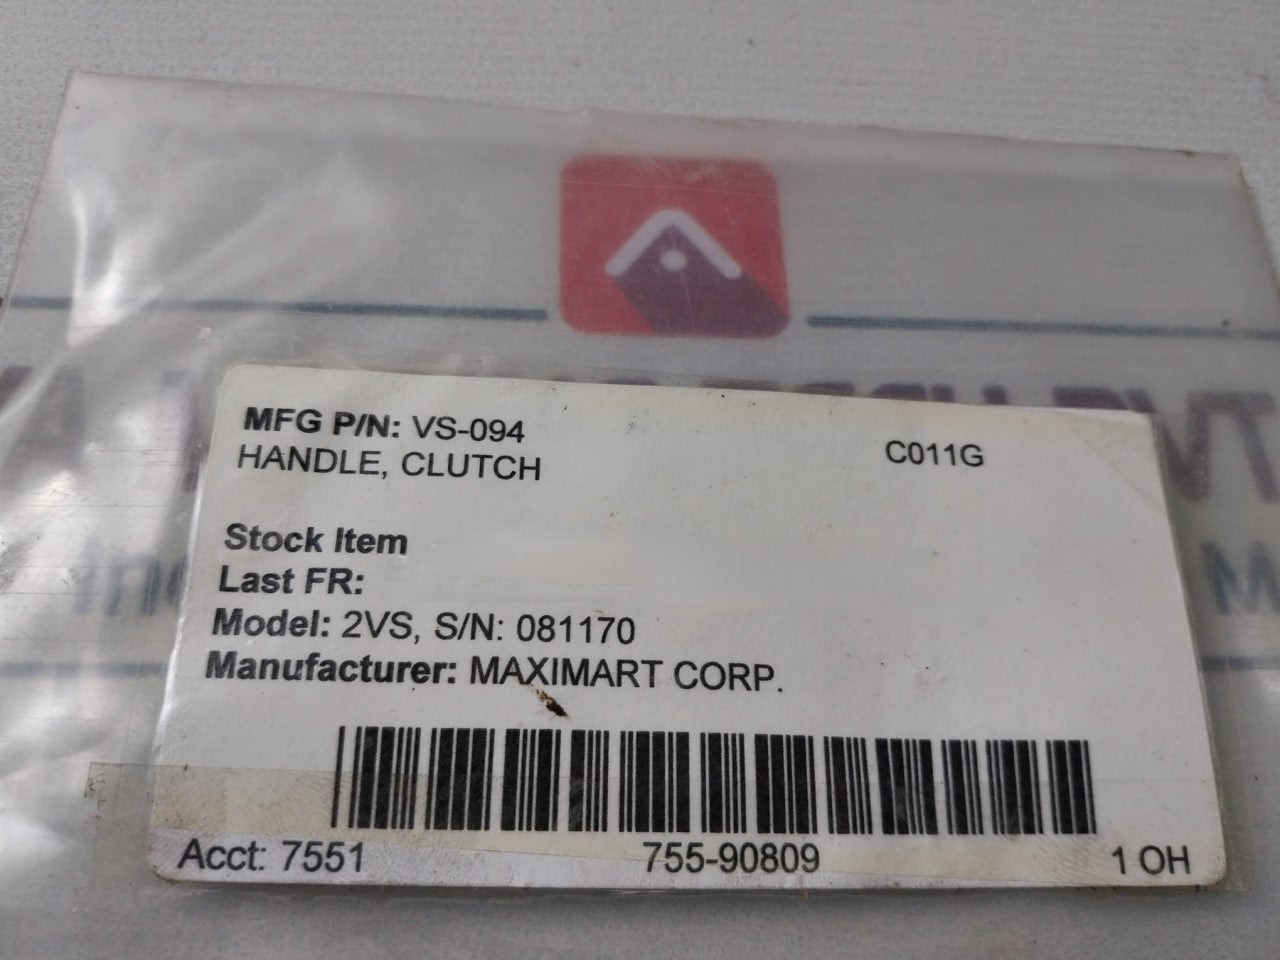 MFG P/N: VS-094
HANDLE, CLUTCH
C011G
Stock Item
Last FR:
Model: 2VS, S/N: 081170
Manufacturer: MAXIMART CORP.
Acct: 7551
755-90809
1 OH